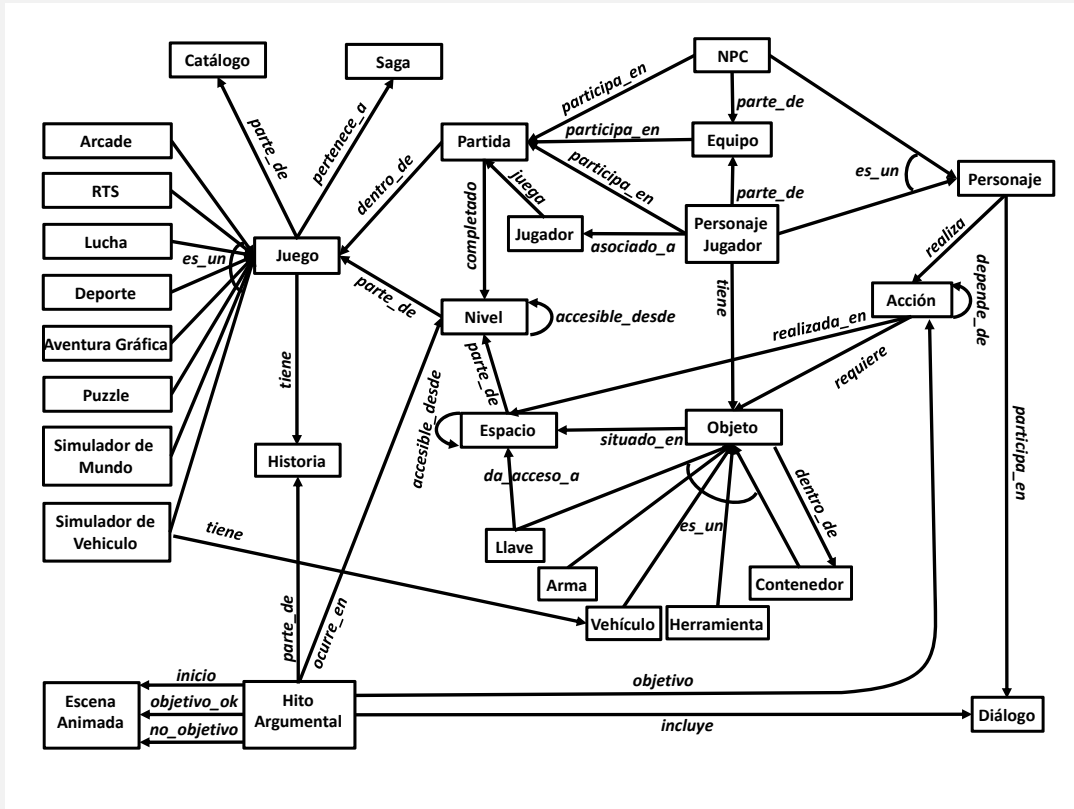 NPC
Catálogo
Saga
participa_en
parte_de
parte_de
pertenece_a
Arcade
Partida
participa_en
Equipo
es_un
Personaje
RTS
dentro_de
juega
participa_en
parte_de
Lucha
es_un
Juego
completado
Jugador
asociado_a
Personaje
Jugador
realiza
Deporte
parte_de
tiene
Acción
depende_de
Aventura Gráfica
Nivel
accesible_desde
realizada_en
tiene
parte_de
requiere
Puzzle
accesible_desde
Espacio
situado_en
Objeto
participa_en
Simulador de
Mundo
Historia
da_acceso_a
dentro_de
Simulador de
Vehiculo
tiene
es_un
Llave
Arma
Contenedor
Vehículo
Herramienta
parte_de
ocurre_en
inicio
objetivo
Escena
Animada
objetivo_ok
Hito
Argumental
no_objetivo
incluye
Diálogo